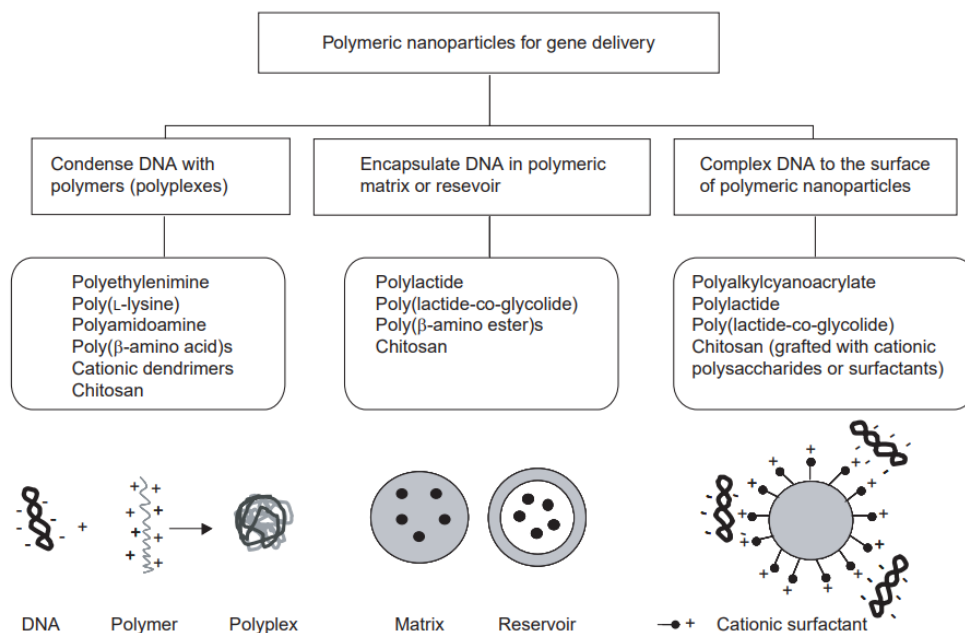 Polymeric nanoparticles for gene delivery
Condense DNA with
polymers (polyplexes)
Encapsulate DNA in polymeric
matrix or resevoir
Complex DNA to the surface
of polymeric nanoparticles
Polyethylenimine
Poly(L-lysine)
Polyamidoamine
Poly(β-amino acid)s
Cationic dendrimers
Chitosan
Polylactide
Poly(lactide-co-glycolide)
Poly(β-amino ester)s
Chitosan
Polyalkylcyanoacrylate
Polylactide
Poly(lactide-co-glycolide)
Chitosan (grafted with cationic
polysaccharides or surfactants)
+
DNA
Polymer
Polyplex
Matrix
Reservoir
+ Cationic surfactant